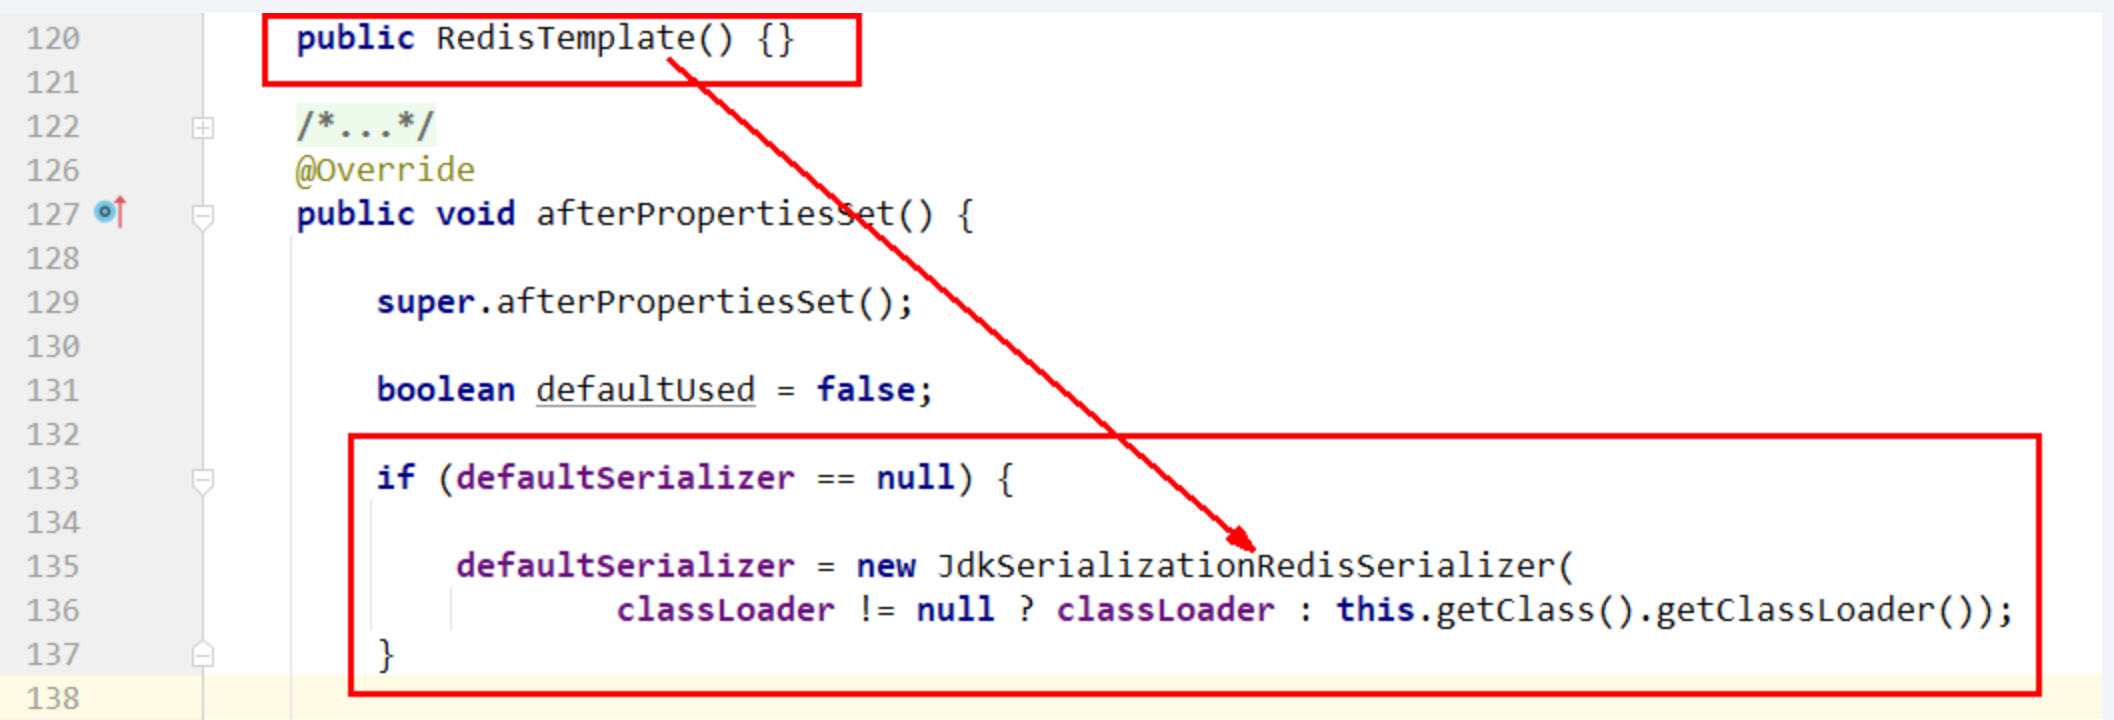 120 public RedisTemplate() {}
121
122 /*...*/
126 @Override
127 public void afterPropertiesSet() {
128
129 super.afterPropertiesSet();
130
131 boolean defaultUsed = false;
132
133 if (defaultSerializer == null) {
134
135 defaultSerializer = new JdkSerializationRedisSerializer(
136 classLoader != null ? classLoader : this.getClass().getClassLoader());
137 }
138